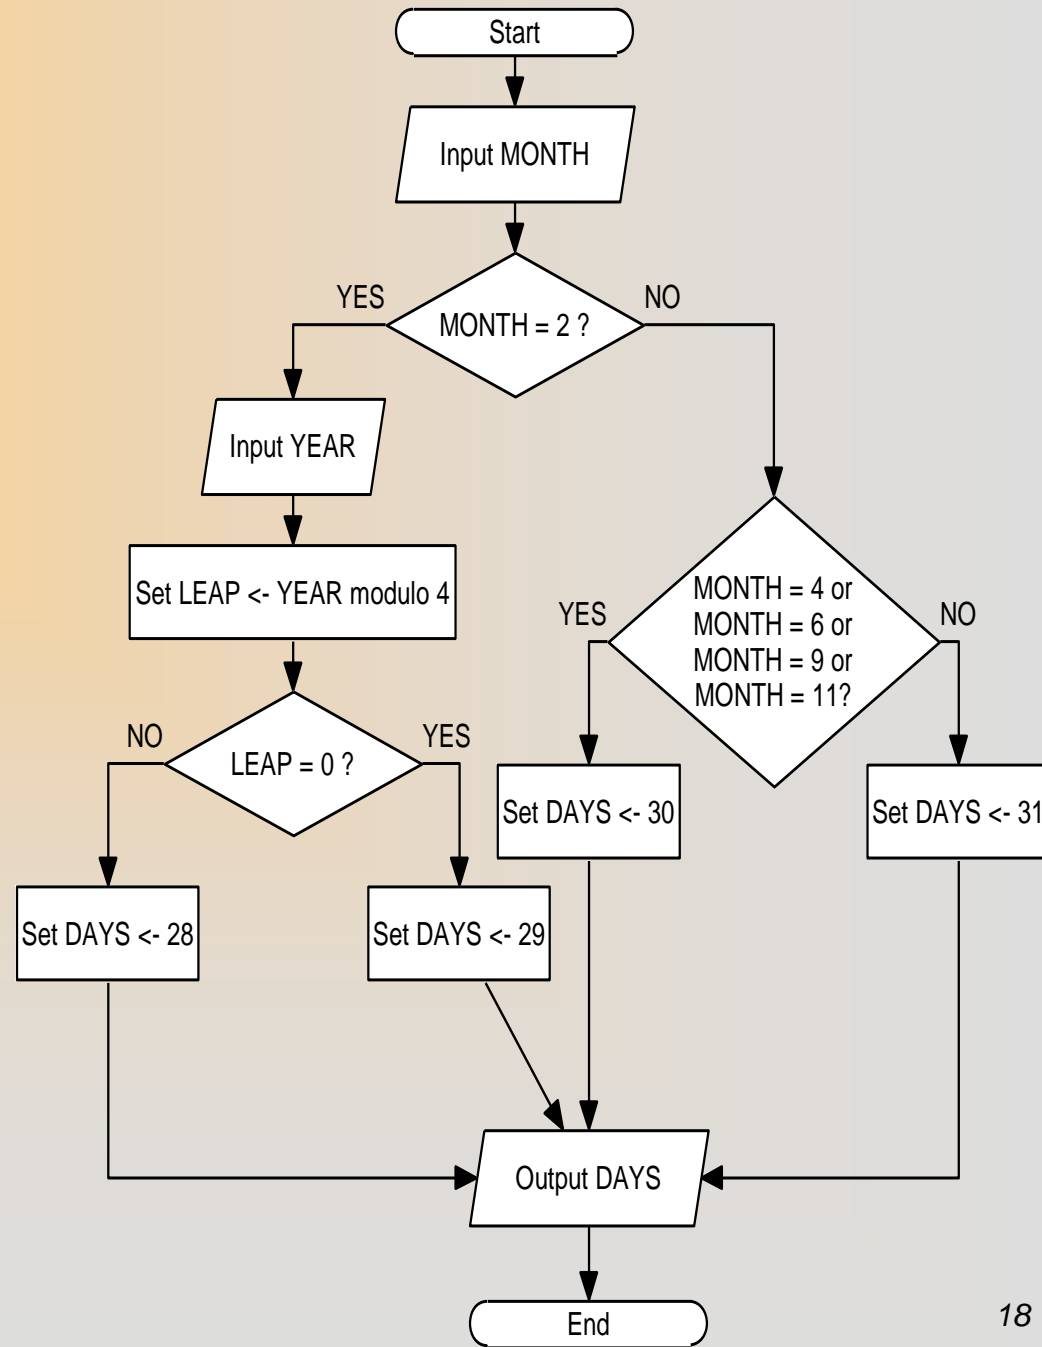 Start
Input MONTH
YES
NO
MONTH = 2 ?
Input YEAR
Set LEAP <- YEAR modulo 4
YES
NO
MONTH = 4 or
MONTH = 6 or
MONTH = 9 or
MONTH = 11?
NO
YES
LEAP = 0 ?
Set DAYS <- 30
Set DAYS <- 31
Set DAYS <- 28
Set DAYS <- 29
Output DAYS
End
18